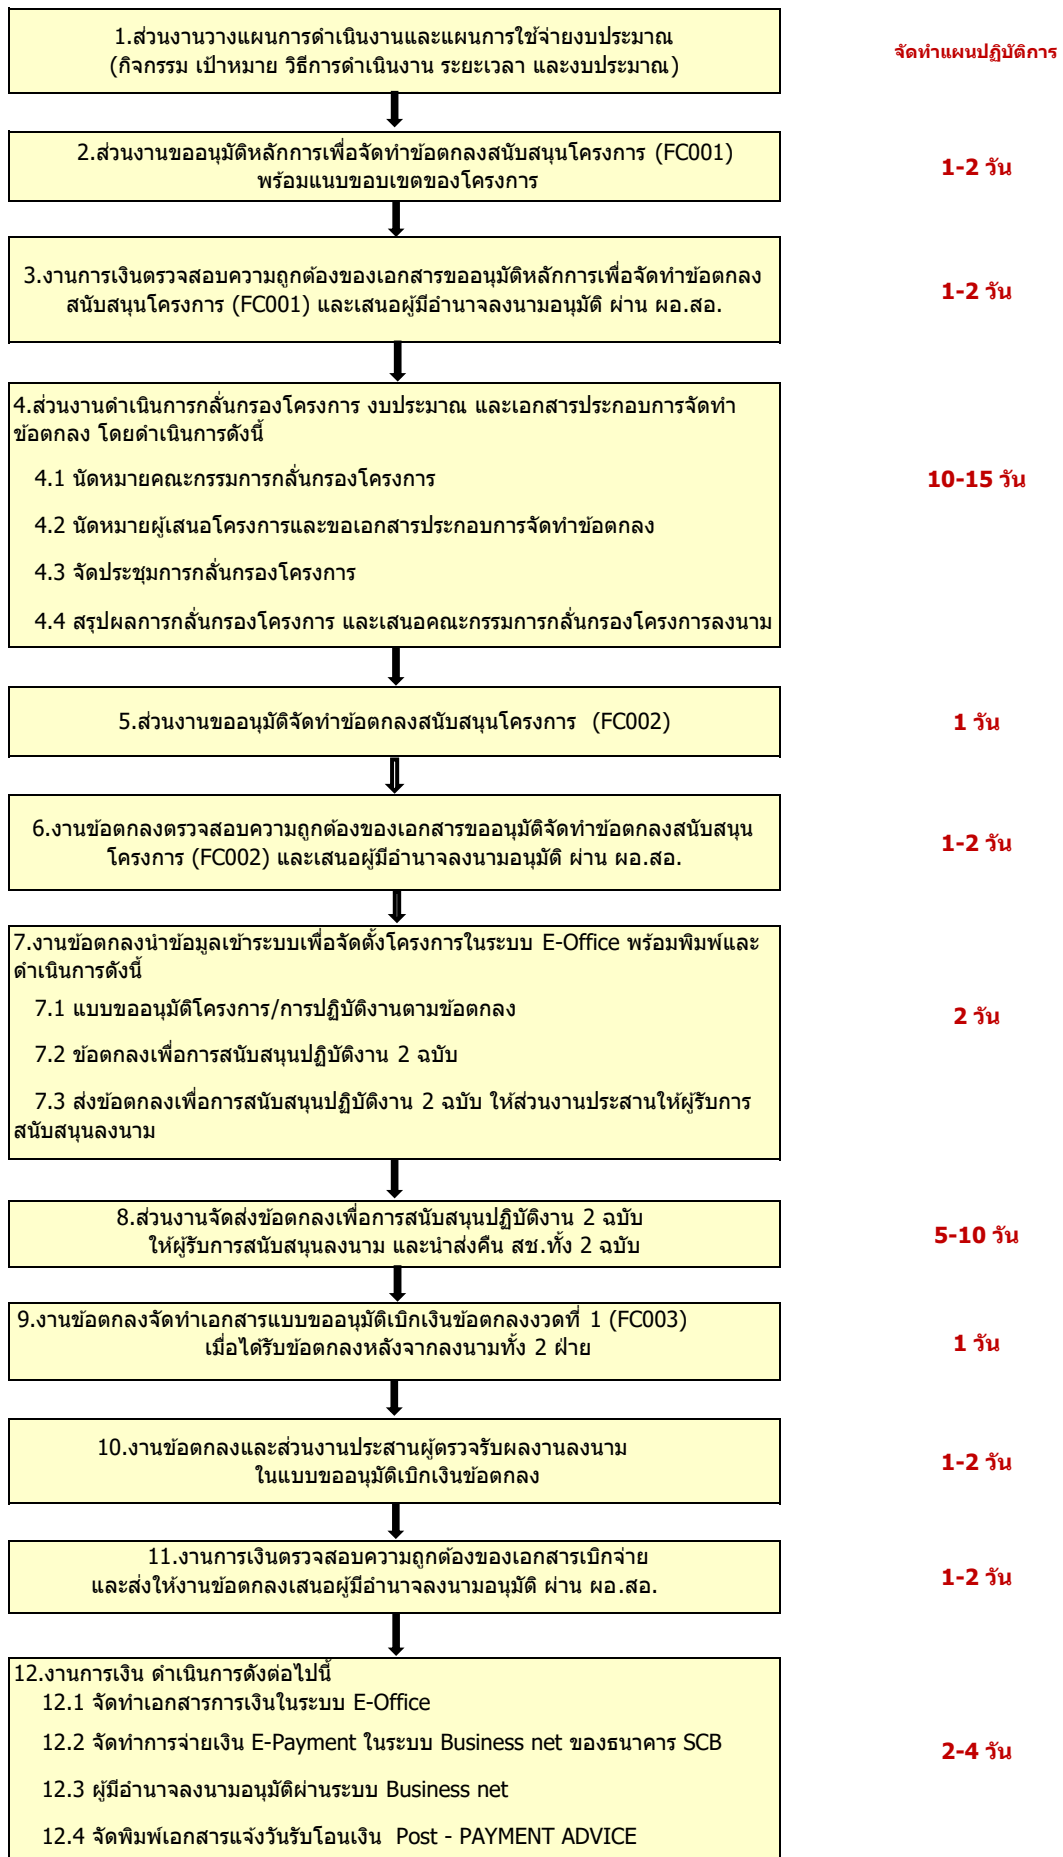 1.ส่วนงานวางแผนการดำเนินงานและแผนการใช้จ่ายงบประมาณ
(กิจกรรม เป้าหมาย วิธีการดำเนินงาน ระยะเวลา และงบประมาณ)
จัดทำแผนปฏิบัติการ
2.ส่วนงานขออนุมัติหลักการเพื่อจัดทำข้อตกลงสนับสนุนโครงการ (FC001)
พร้อมแนบขอบเขตของโครงการ
1-2 วัน
3.งานการเงินตรวจสอบความถูกต้องของเอกสารขออนุมัติหลักการเพื่อจัดทำข้อตกลง
สนับสนุนโครงการ (FC001) และเสนอผู้มีอำนาจลงนามอนุมัติ ผ่าน ผอ.สอ.
1-2 วัน
4.ส่วนงานดำเนินการกลั่นกรองโครงการ งบประมาณ และเอกสารประกอบการจัดทำ
ข้อตกลง โดยดำเนินการดังนี้
4.1 นัดหมายคณะกรรมการกลั่นกรองโครงการ
4.2 นัดหมายผู้เสนอโครงการและขอเอกสารประกอบการจัดทำข้อตกลง
4.3 จัดประชุมการกลั่นกรองโครงการ
4.4 สรุปผลการกลั่นกรองโครงการ และเสนอคณะกรรมการกลั่นกรองโครงการลงนาม
10-15 วัน
5.ส่วนงานขออนุมัติจัดทำข้อตกลงสนับสนุนโครงการ (FC002)
1 วัน
6.งานข้อตกลงตรวจสอบความถูกต้องของเอกสารขออนุมัติจัดทำข้อตกลงสนับสนุน
โครงการ (FC002) และเสนอผู้มีอำนาจลงนามอนุมัติ ผ่าน ผอ.สอ.
1-2 วัน
7.งานข้อตกลงนำข้อมูลเข้าระบบเพื่อจัดตั้งโครงการในระบบ E-Office พร้อมพิมพ์และ
ดำเนินการดังนี้
7.1 แบบขออนุมัติโครงการ/การปฏิบัติงานตามข้อตกลง
7.2 ข้อตกลงเพื่อการสนับสนุนปฏิบัติงาน 2 ฉบับ
7.3 ส่งข้อตกลงเพื่อการสนับสนุนปฏิบัติงาน 2 ฉบับ ให้ส่วนงานประสานให้ผู้รับการ
สนับสนุนลงนาม
2 วัน
8.ส่วนงานจัดส่งข้อตกลงเพื่อการสนับสนุนปฏิบัติงาน 2 ฉบับ
ให้ผู้รับการสนับสนุนลงนาม และนำส่งคืน สช.ทั้ง 2 ฉบับ
5-10 วัน
9.งานข้อตกลงจัดทำเอกสารแบบขออนุมัติเบิกเงินข้อตกลงงวดที่ 1 (FC003)
เมื่อได้รับข้อตกลงหลังจากลงนามทั้ง 2 ฝ่าย
1 วัน
10.งานข้อตกลงและส่วนงานประสานผู้ตรวจรับผลงานลงนาม
ในแบบขออนุมัติเบิกเงินข้อตกลง
1-2 วัน
11.งานการเงินตรวจสอบความถูกต้องของเอกสารเบิกจ่าย
และส่งให้งานข้อตกลงเสนอผู้มีอำนาจลงนามอนุมัติ ผ่าน ผอ.สอ.
1-2 วัน
12.งานการเงิน ดำเนินการดังต่อไปนี้
12.1 จัดทำเอกสารการเงินในระบบ E-Office
12.2 จัดทำการจ่ายเงิน E-Payment ในระบบ Business net ของธนาคาร SCB
12.3 ผู้มีอำนาจลงนามอนุมัติผ่านระบบ Business net
12.4 จัดพิมพ์เอกสารแจ้งวันรับโอนเงิน Post - PAYMENT ADVICE
2-4 วัน